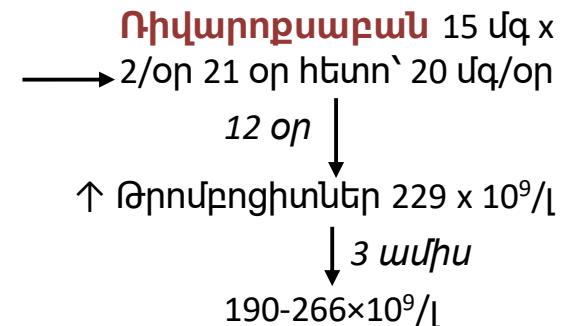 Ռիվարոքսաբան 15 մգ x
2/օր 21 օր հետո՝ 20 մգ/օր
12 օր
↑ Թրոմբոցիտներ 229 x 10⁹/լ
3 ամիս
190-266×10⁹/լ